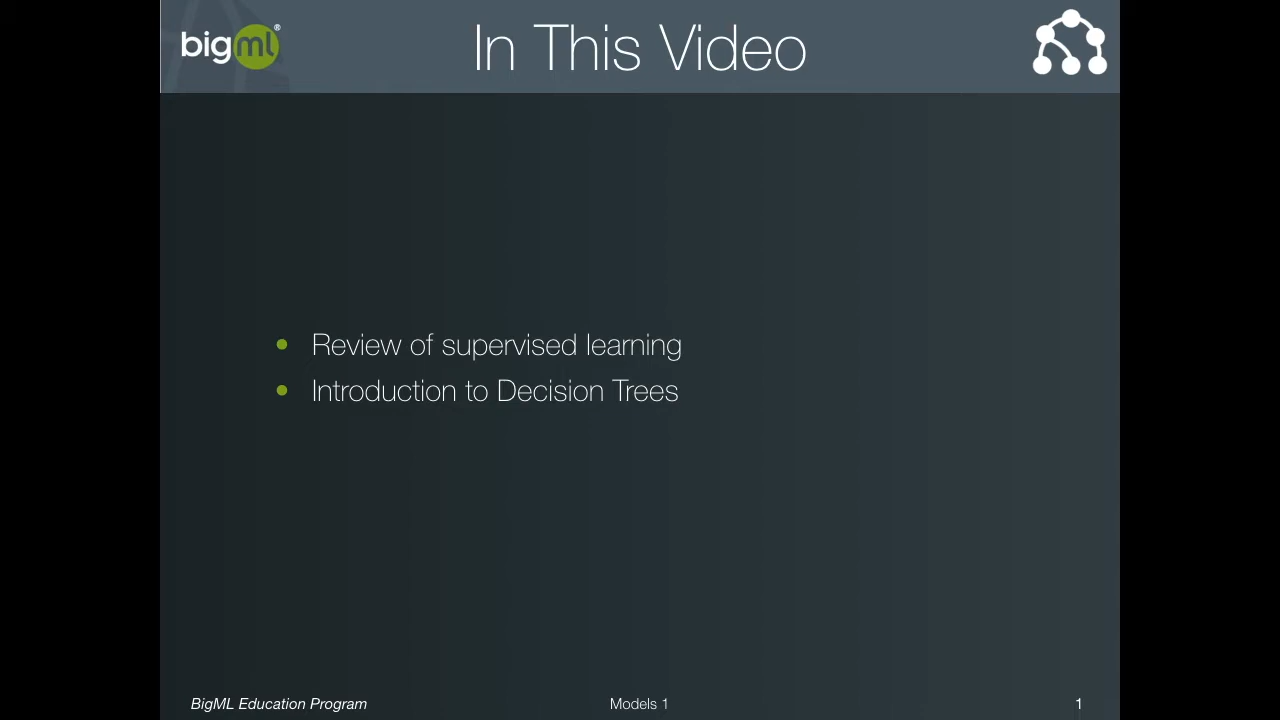 bigml®
In This Video
• Review of supervised learning
• Introduction to Decision Trees
BigML Education Program
Models 1
1